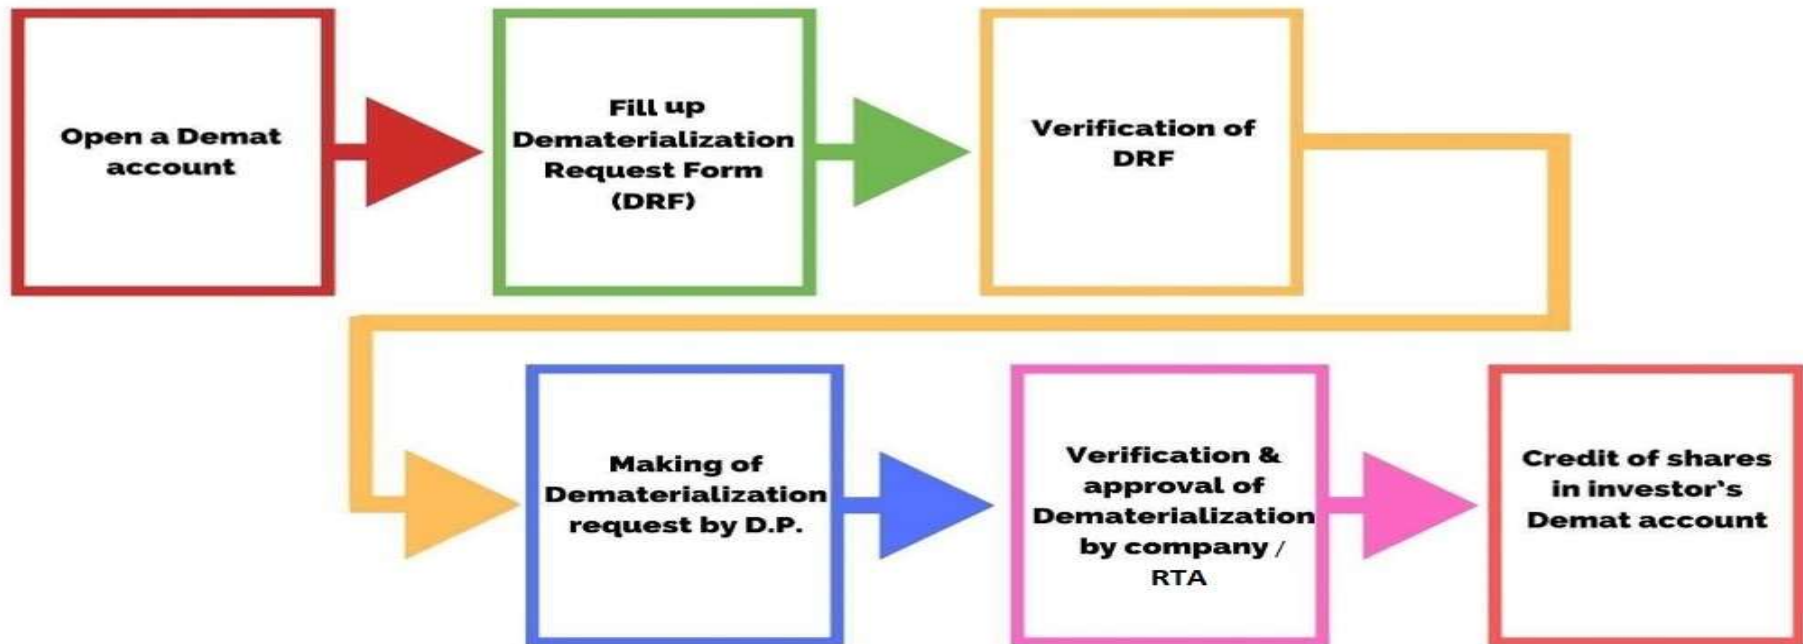 Open a Demat
account
Fill up
Dematerialization
Request Form
(DRF)
Verification of
DRF
Making of
Dematerialization
request by D.P.
Verification &
approval of
Dematerialization
by company /
RTA
Credit of shares
in investor's
Demat account